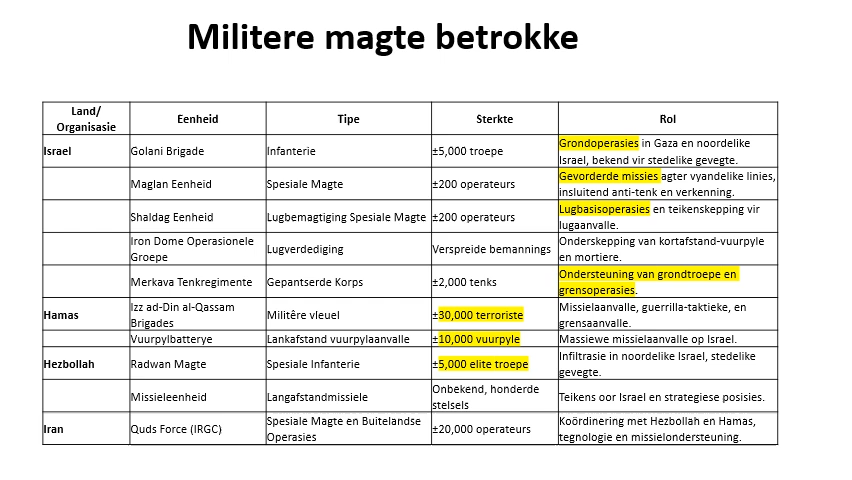 Militere magte betrokke
Land/
Organisasie
Eenheid
Tipe
Sterkte
Rol
Israel
Golani Brigade
Infanterie
±5,000 troepe
Grondoperasies in Gaza en noordelike
Israel, bekend vir stedelike gevegte.
Maglan Eenheid
Spesiale Magte
±200 operateurs
Gevorderde missies agter vyandelike linies,
insluitend anti-tenk en verkenning.
Shaldag Eenheid
Lugbemagtiging Spesiale Magte
±200 operateurs
Lugbasisoperasies en teikenskepping vir
lugaanvalle.
Iron Dome Operasionele
Groepe
Lugverdediging
Verspreide bemannings
Onderskepping van kortafstand-vuurpyle
en mortiere.
Merkava Tenkregimente
Gepantserde Korps
±2,000 tenks
Ondersteuning van grondtroepe en
grensoperasies.
Hamas
Izz ad-Din al-Qassam
Brigades
Militêre vleuel
±30,000 terroriste
Missielaanvalle, guerrilla-taktieke, en
grensaanvalle.
Vuurpylbatterye
Lankafstand vuurpylaanvalle
±10,000 vuurpyle
Massiewe missielaanvalle op Israel.
Hezbollah
Radwan Magte
Spesiale Infanterie
±5,000 elite troepe
Infiltrasie in noordelike Israel, stedelike
gevegte.
Missieleenheid
Langafstandmissiele
Onbekend, honderde
stelsels
Teikens oor Israel en strategiese posisies.
Iran
Quds Force (IRGC)
Spesiale Magte en Buitelandse
Operasies
±20,000 operateurs
Koördinering met Hezbollah en Hamas,
tegnologie en missielondersteuning.